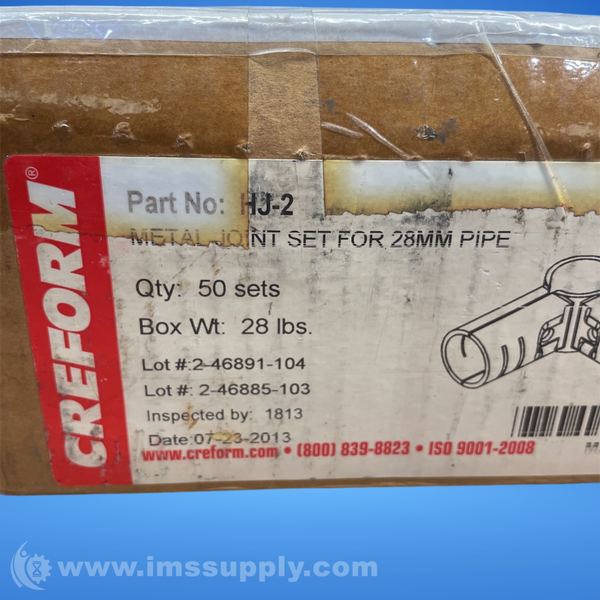 CREFORM®
Part No: HJ-2
METAL JOINT SET FOR 28MM PIPE
Qty: 50 sets
Box Wt: 28 lbs.
Lot #:2-46891-104
Lot #: 2-46885-103
Inspected by: 1813
Date:07-23-2013
www.creform.com • (800) 839-8823 • ISO 9001-2008
www.imssupply.com